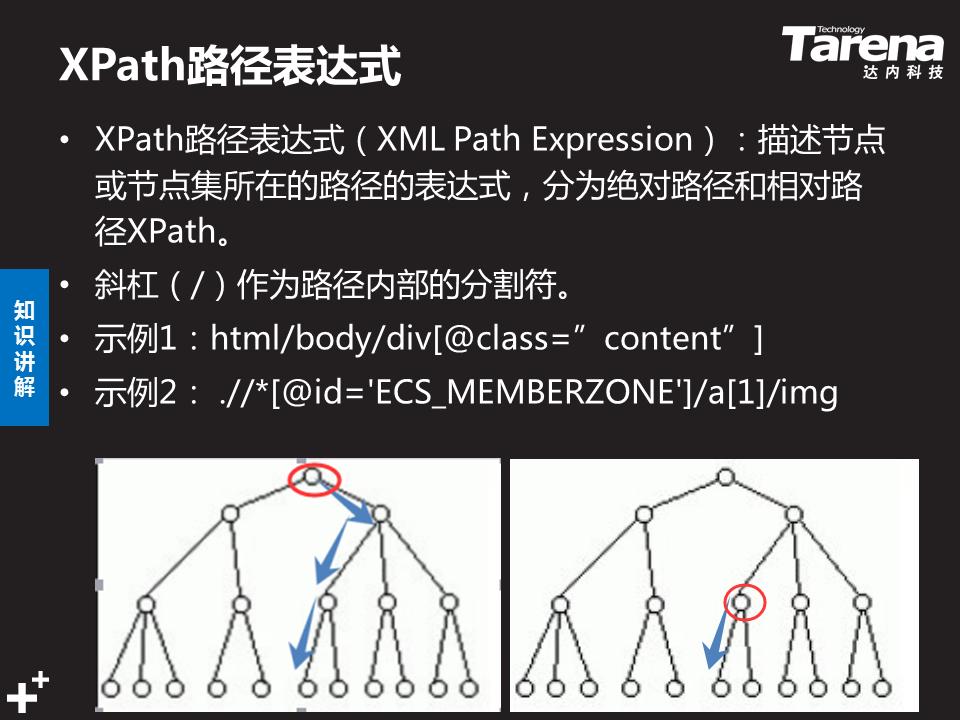 XPath路径表达式
Technology
Tarena
达内科技
• XPath路径表达式（XML Path Expression）：描述节点
或节点集所在的路径的表达式，分为绝对路径和相对路
径XPath。
• 斜杠（/）作为路径内部的分割符。
• 示例1：html/body/div[@class=”content”]
• 示例2： .//*[@id='ECS_MEMBERZONE']/a[1]/img
知
识
讲
解